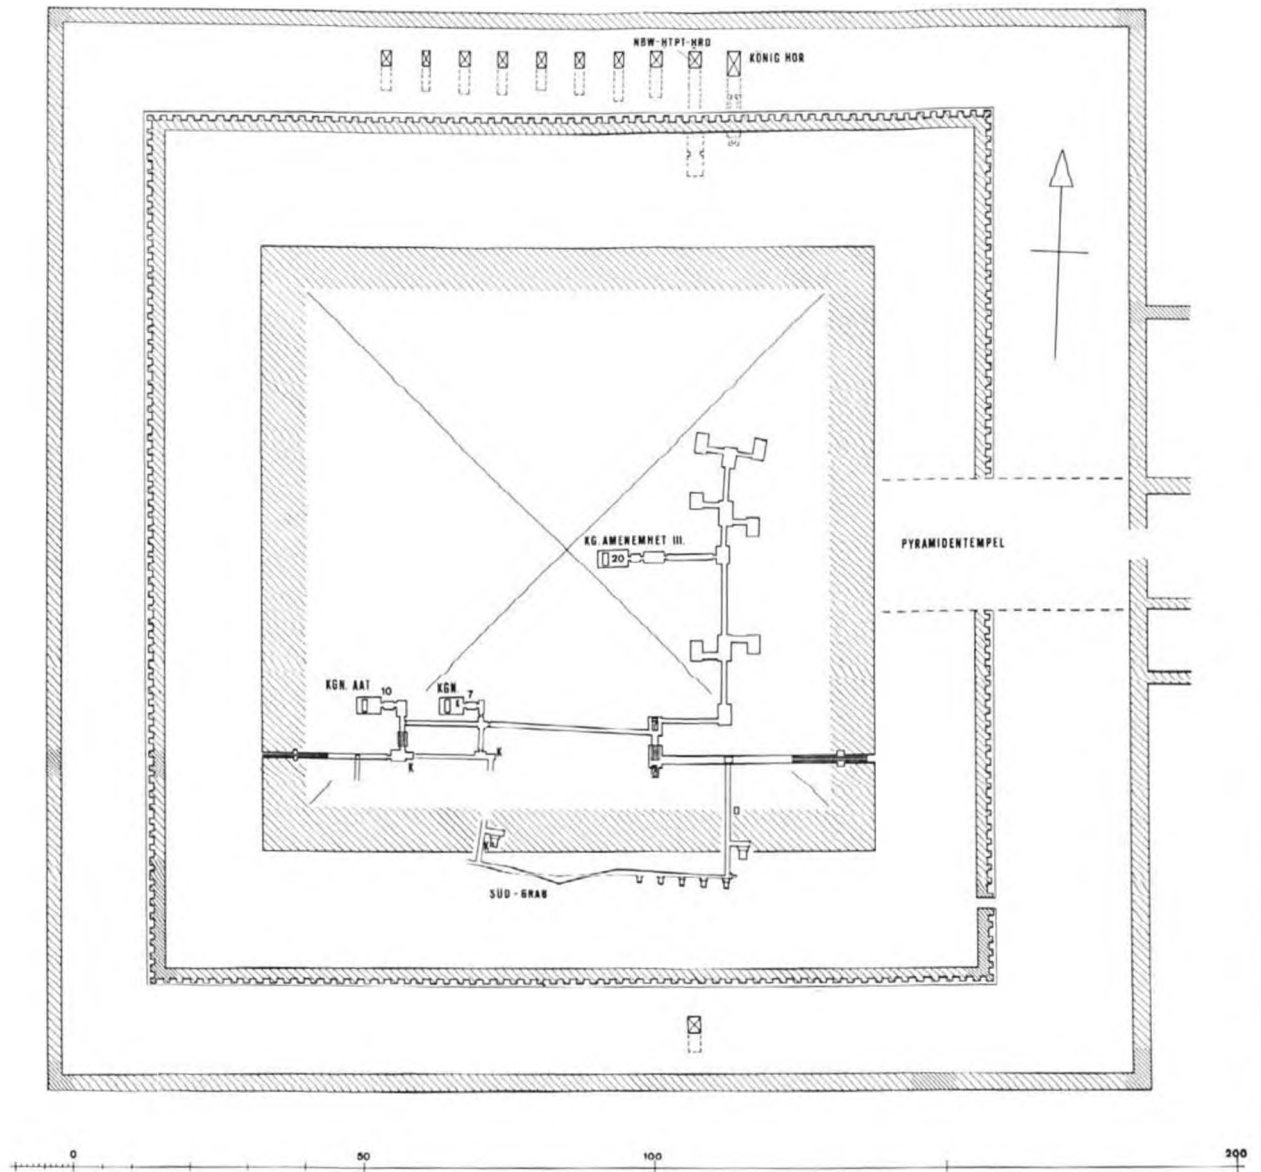 NBW-HTPT-HRD
KÖNIG HOR
KG. AMENEMHET III.
20
PYRAMIDENTEMPEL
KGN. AAT
10
KGN.
7
K
K
K
K
SÜD-GRAB
0
50
100
200